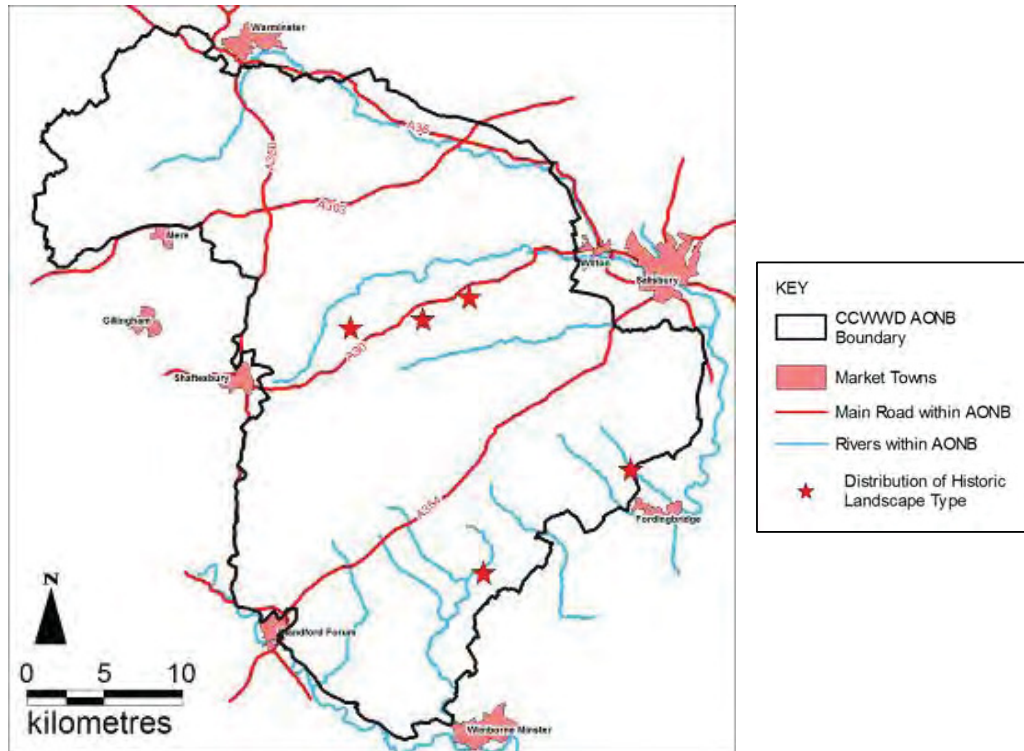 Warminster
A36
A350
A303
Mere
Wilton
Salisbury
Gillingham
A30
Shaftesbury
A354
Fordingbridge
N
landford Forum
Wimborne Minster
0 5 10
kilometres
KEY
CCWWD AONB
Boundary
Market Towns
Main Road within AONB
Rivers within AONB
Distribution of Historic
Landscape Type